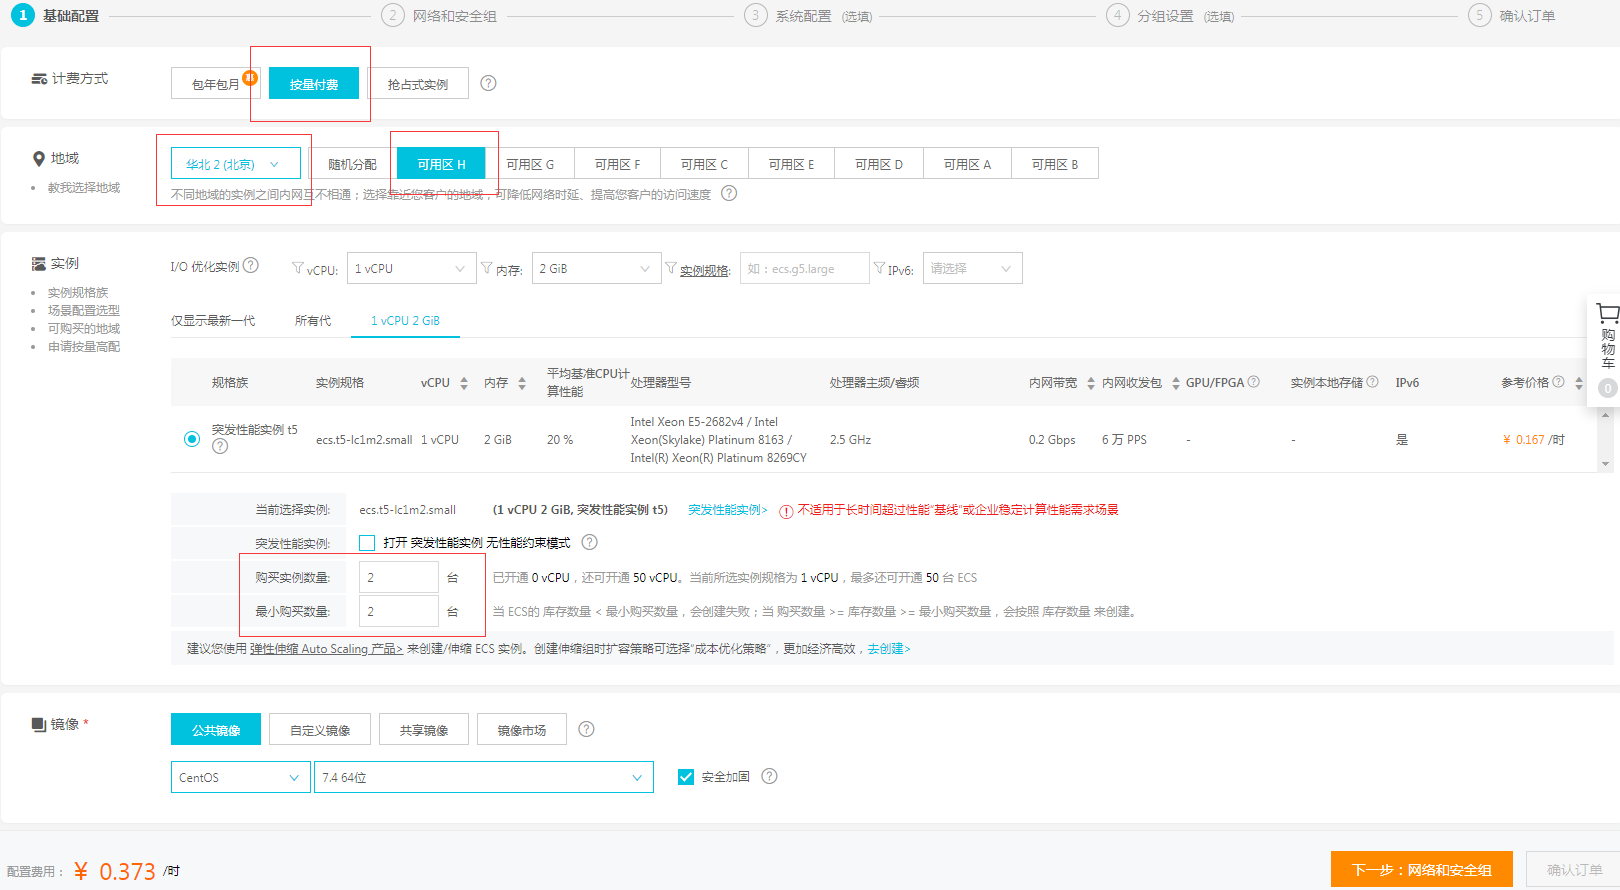 1 基础配置 2 网络和安全组 3 系统配置 (选填) 4 分组设置 (选填) 5 确认订单
计费方式 包年包月 按量付费 抢占式实例 ?
地域 华北 2 (北京) 随机分配 可用区 H 可用区 G 可用区 F 可用区 C 可用区 E 可用区 D 可用区 A 可用区 B
教我选择地域 不同地域的实例之间内网互不相通；选择靠近您客户的地域，可降低网络时延、提高您客户的访问速度 ?
实例 I/O 优化实例 ? vCPU: 1 vCPU 内存: 2 GiB 实例规格: 如：ecs.g5.large IPv6: 请选择
实例规格族
场景配置选型
可购买的地域
申请按量高配
仅显示最新一代 所有代 1 vCPU 2 GiB
购物车
0
规格族 实例规格 vCPU 内存 平均基准CPU计算性能 处理器型号 处理器主频/睿频 内网带宽 内网收发包 GPU/FPGA ? 实例本地存储 ? IPv6 参考价格 ?
突发性能实例 t5 ? ecs.t5-lc1m2.small 1 vCPU 2 GiB 20 % Intel Xeon E5-2682v4 / Intel
Xeon(Skylake) Platinum 8163 / 2.5 GHz 0.2 Gbps 6 万 PPS - - 是 ¥ 0.167 /时
Intel(R) Xeon(R) Platinum 8269CY
当前选择实例: ecs.t5-lc1m2.small (1 vCPU 2 GiB, 突发性能实例 t5) 突发性能实例> ! 不适用于长时间超过性能"基线"或企业稳定计算性能需求场景
突发性能实例: 打开 突发性能实例 无性能约束模式 ?
购买实例数量: 2 台 已开通 0 vCPU，还可开通 50 vCPU。当前所选实例规格为 1 vCPU，最多还可开通 50 台 ECS
最小购买数量: 2 台 当 ECS的 库存数量 < 最小购买数量，会创建失败；当 购买数量 >= 库存数量 >= 最小购买数量，会按照 库存数量 来创建。
建议您使用 弹性伸缩 Auto Scaling 产品> 来创建/伸缩 ECS 实例。创建伸缩组时扩容策略可选择"成本优化策略"，更加经济高效，去创建>
镜像 * 公共镜像 自定义镜像 共享镜像 镜像市场 ?
CentOS 7.4 64位 安全加固 ?
配置费用： ¥ 0.373 /时 下一步：网络和安全组 确认订单